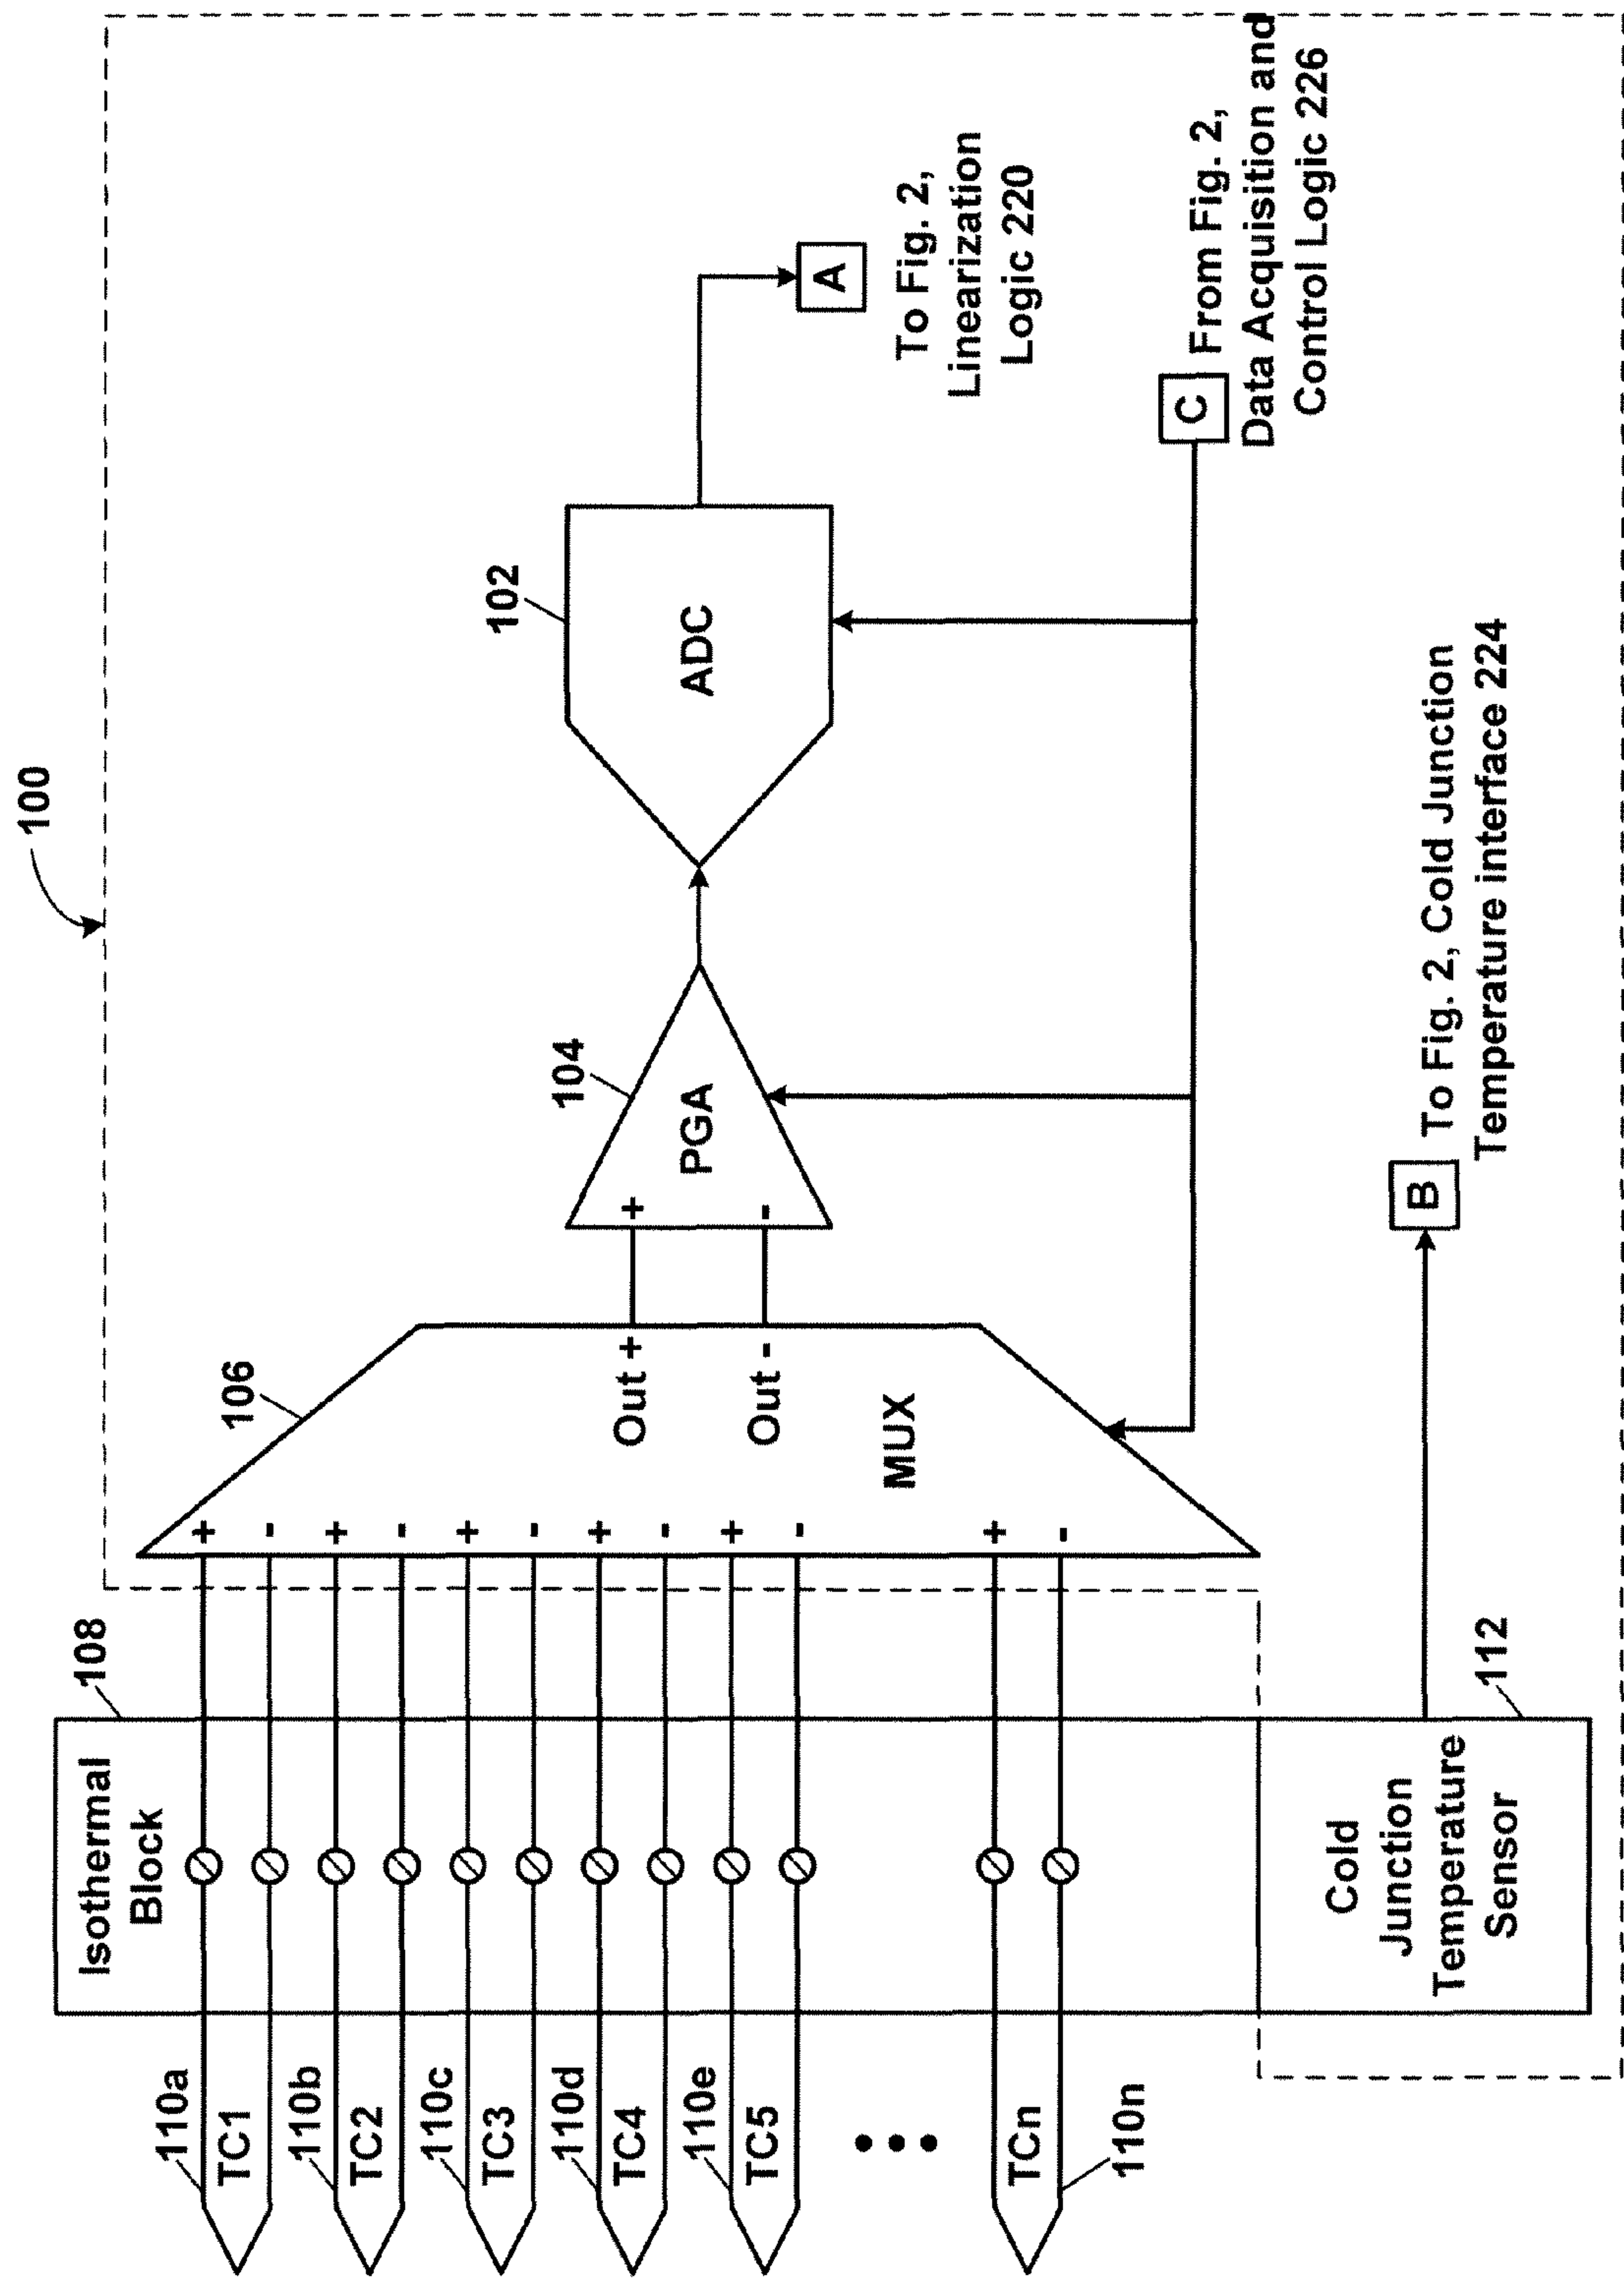 100
108
Isothermal
Block
110a
TC1
110b
TC2
110c
TC3
110d
TC4
110e
TC5
TCn
110n
+
-
+
-
+
-
+
-
+
-
+
-
106
Out +
Out -
MUX
104
+
-
PGA
102
ADC
A
To Fig. 2,
Linearization
Logic 220
C
From Fig. 2,
Data Acquisition and
Control Logic 226
B
To Fig. 2, Cold Junction
Temperature interface 224
112
Cold
Junction
Temperature
Sensor